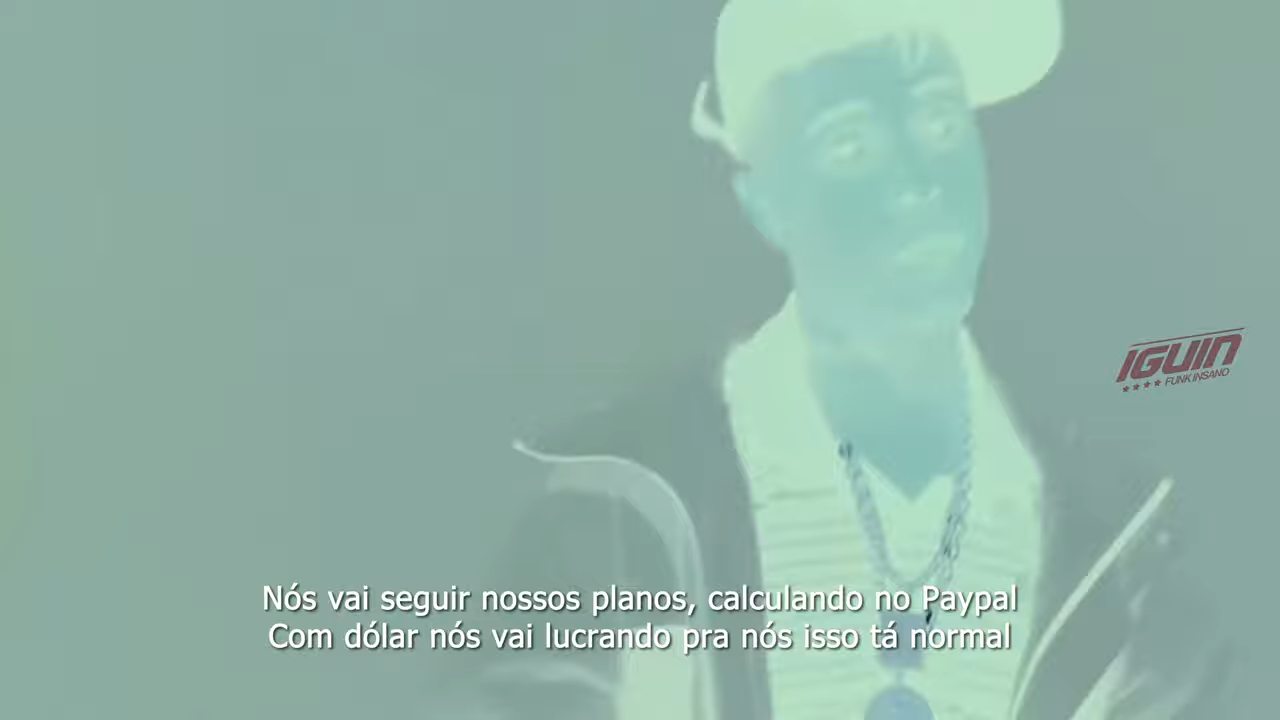 IGUIN
FUNK INSANO
Nós vai seguir nossos planos, calculando no Paypal
Com dólar nós vai lucrando pra nós isso tá normal